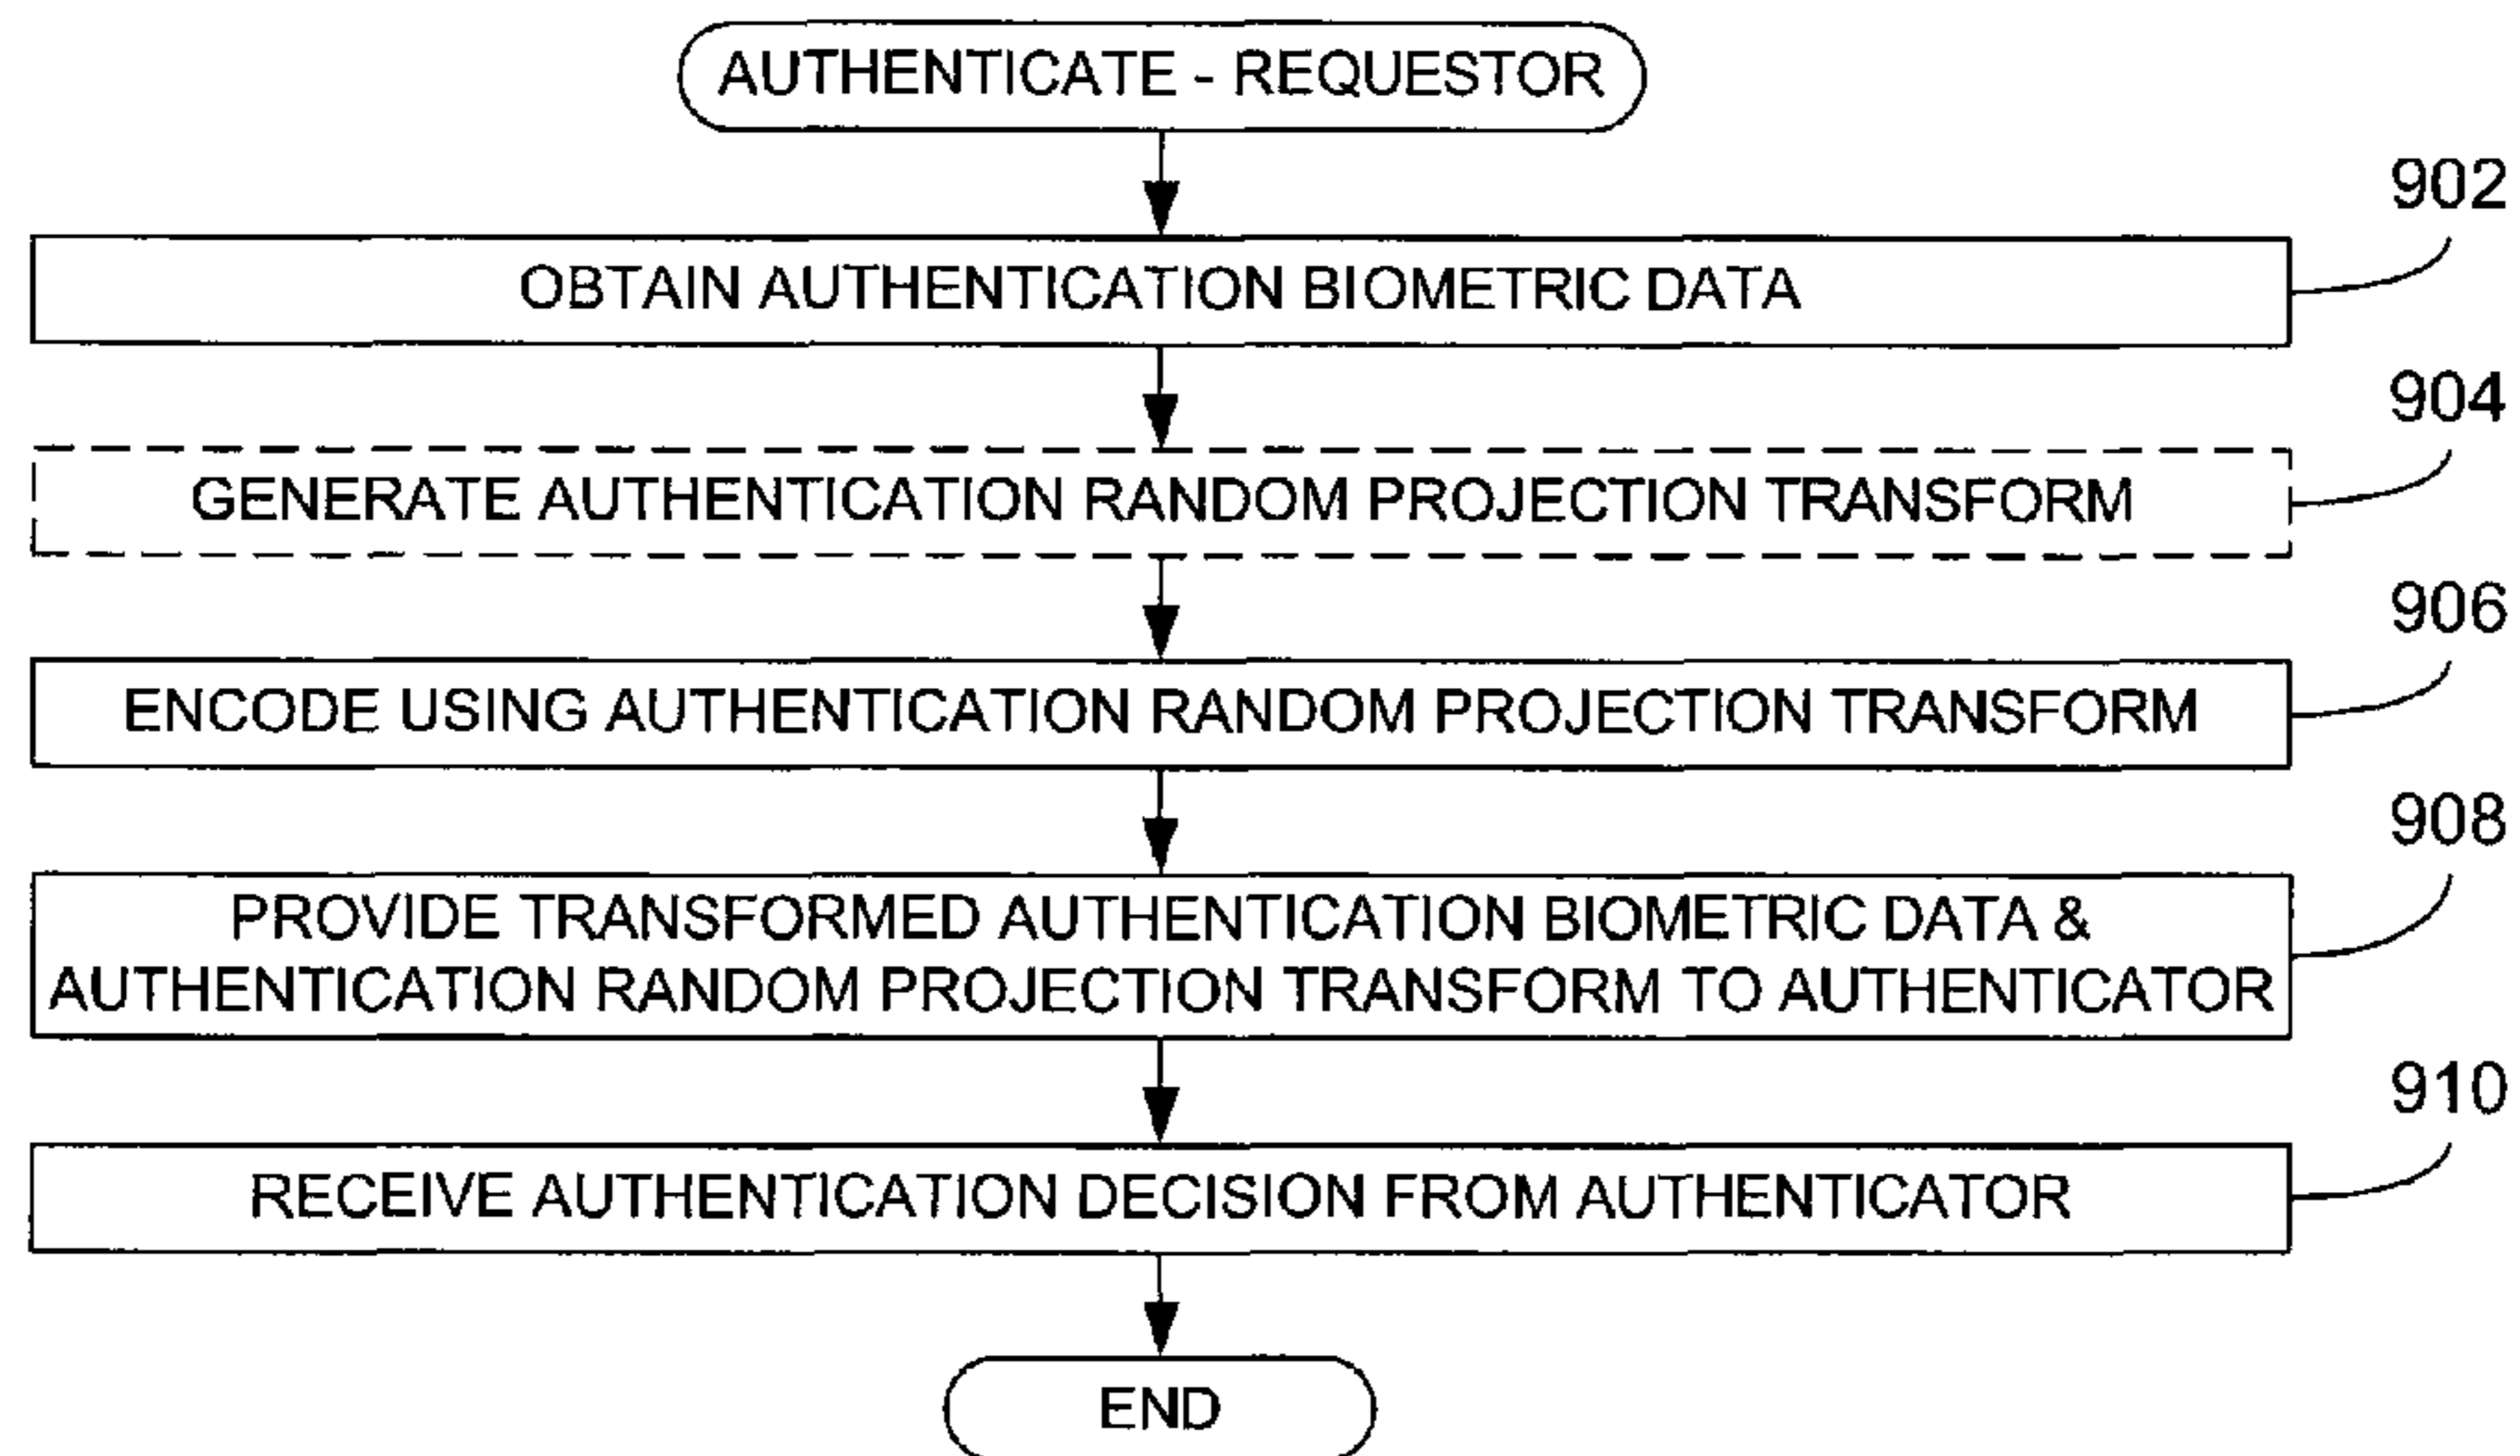 AUTHENTICATE - REQUESTOR
902
OBTAIN AUTHENTICATION BIOMETRIC DATA
904
GENERATE AUTHENTICATION RANDOM PROJECTION TRANSFORM
906
ENCODE USING AUTHENTICATION RANDOM PROJECTION TRANSFORM
908
PROVIDE TRANSFORMED AUTHENTICATION BIOMETRIC DATA &
AUTHENTICATION RANDOM PROJECTION TRANSFORM TO AUTHENTICATOR
910
RECEIVE AUTHENTICATION DECISION FROM AUTHENTICATOR
END